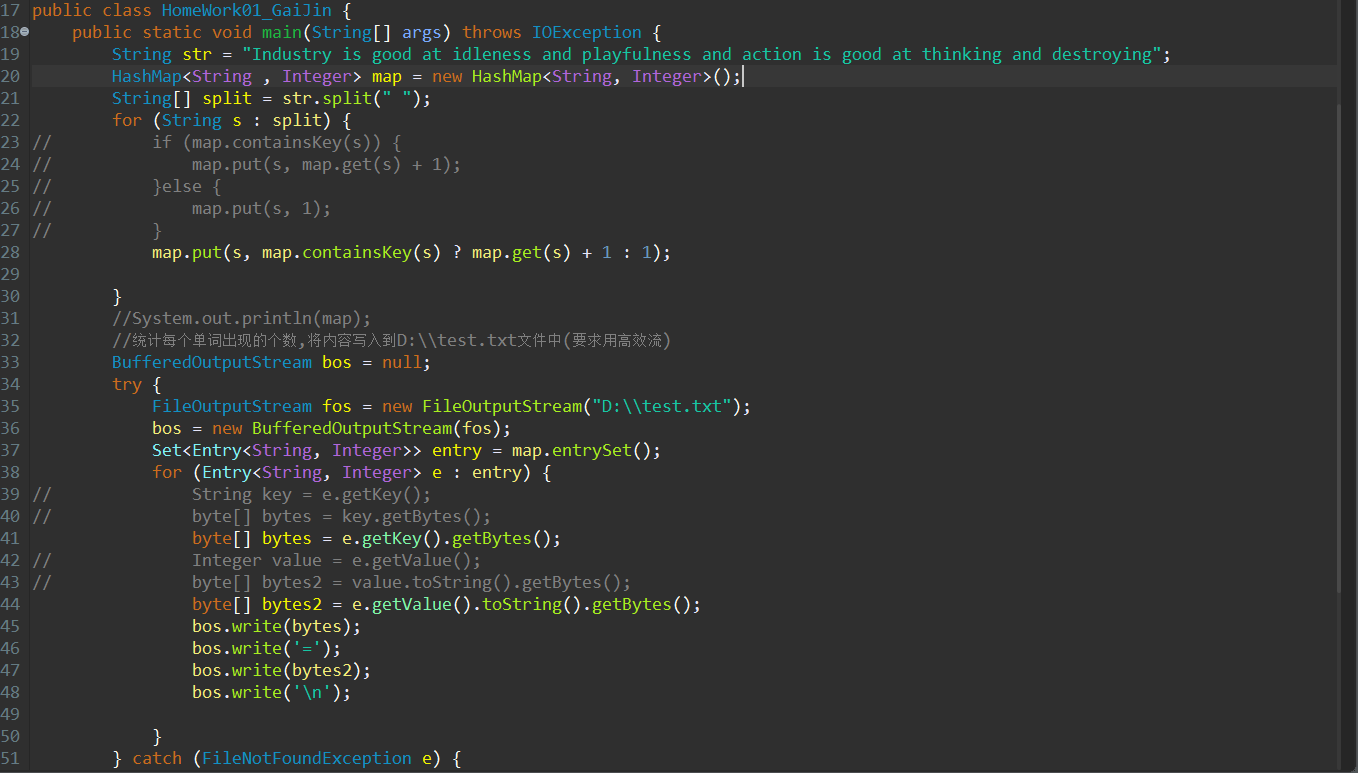 17 public class HomeWork01_GaiJin {
18 public static void main(String[] args) throws IOException {
19 String str = "Industry is good at idleness and playfulness and action is good at thinking and destroying";
20 HashMap<String , Integer> map = new HashMap<String, Integer>();
21 String[] split = str.split(" ");
22 for (String s : split) {
23 // if (map.containsKey(s)) {
24 // map.put(s, map.get(s) + 1);
25 // }else {
26 // map.put(s, 1);
27 // }
28 map.put(s, map.containsKey(s) ? map.get(s) + 1 : 1);
29
30 }
31 //System.out.println(map);
32 //统计每个单词出现的个数,将内容写入到D:\\test.txt文件中(要求用高效流)
33 BufferedOutputStream bos = null;
34 try {
35 FileOutputStream fos = new FileOutputStream("D:\\test.txt");
36 bos = new BufferedOutputStream(fos);
37 Set<Entry<String, Integer>> entry = map.entrySet();
38 for (Entry<String, Integer> e : entry) {
39 // String key = e.getKey();
40 // byte[] bytes = key.getBytes();
41 byte[] bytes = e.getKey().getBytes();
42 // Integer value = e.getValue();
43 // byte[] bytes2 = value.toString().getBytes();
44 byte[] bytes2 = e.getValue().toString().getBytes();
45 bos.write(bytes);
46 bos.write('=');
47 bos.write(bytes2);
48 bos.write('\n');
49
50 }
51 } catch (FileNotFoundException e) {